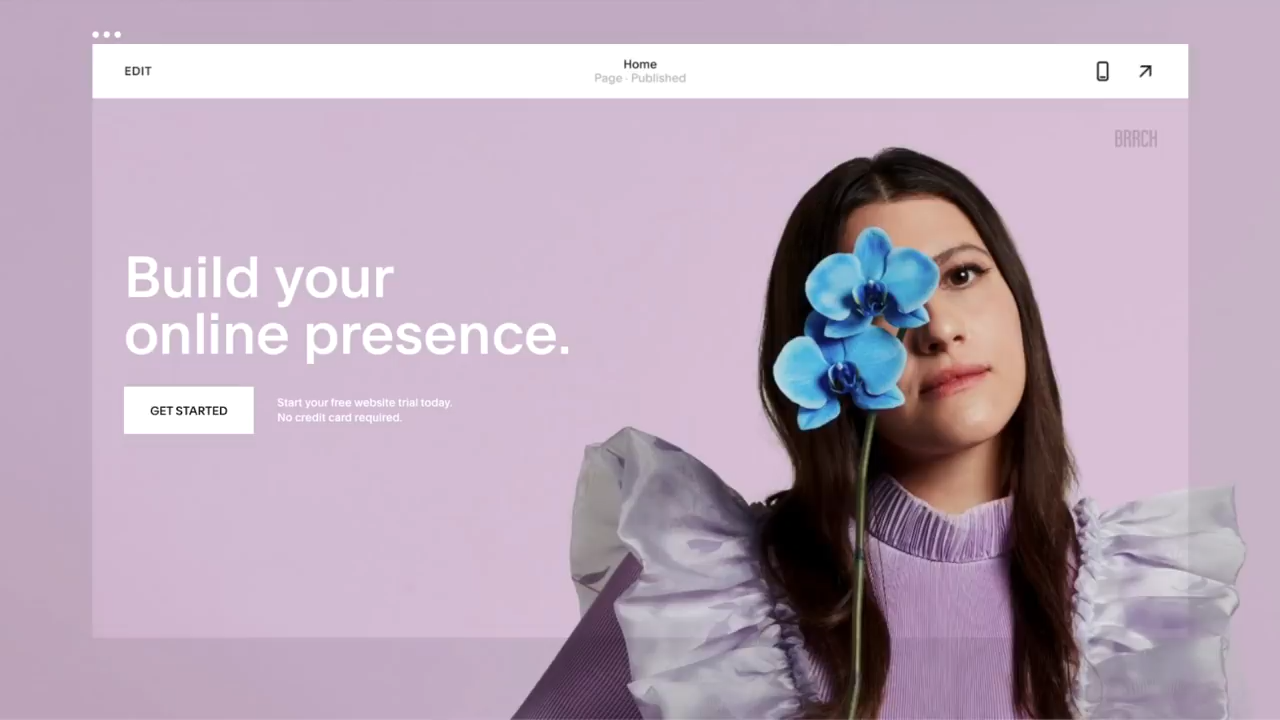 EDIT
Home
Page · Published
BRRCH
Build your
online presence.
GET STARTED
Start your free website trial today.
No credit card required.